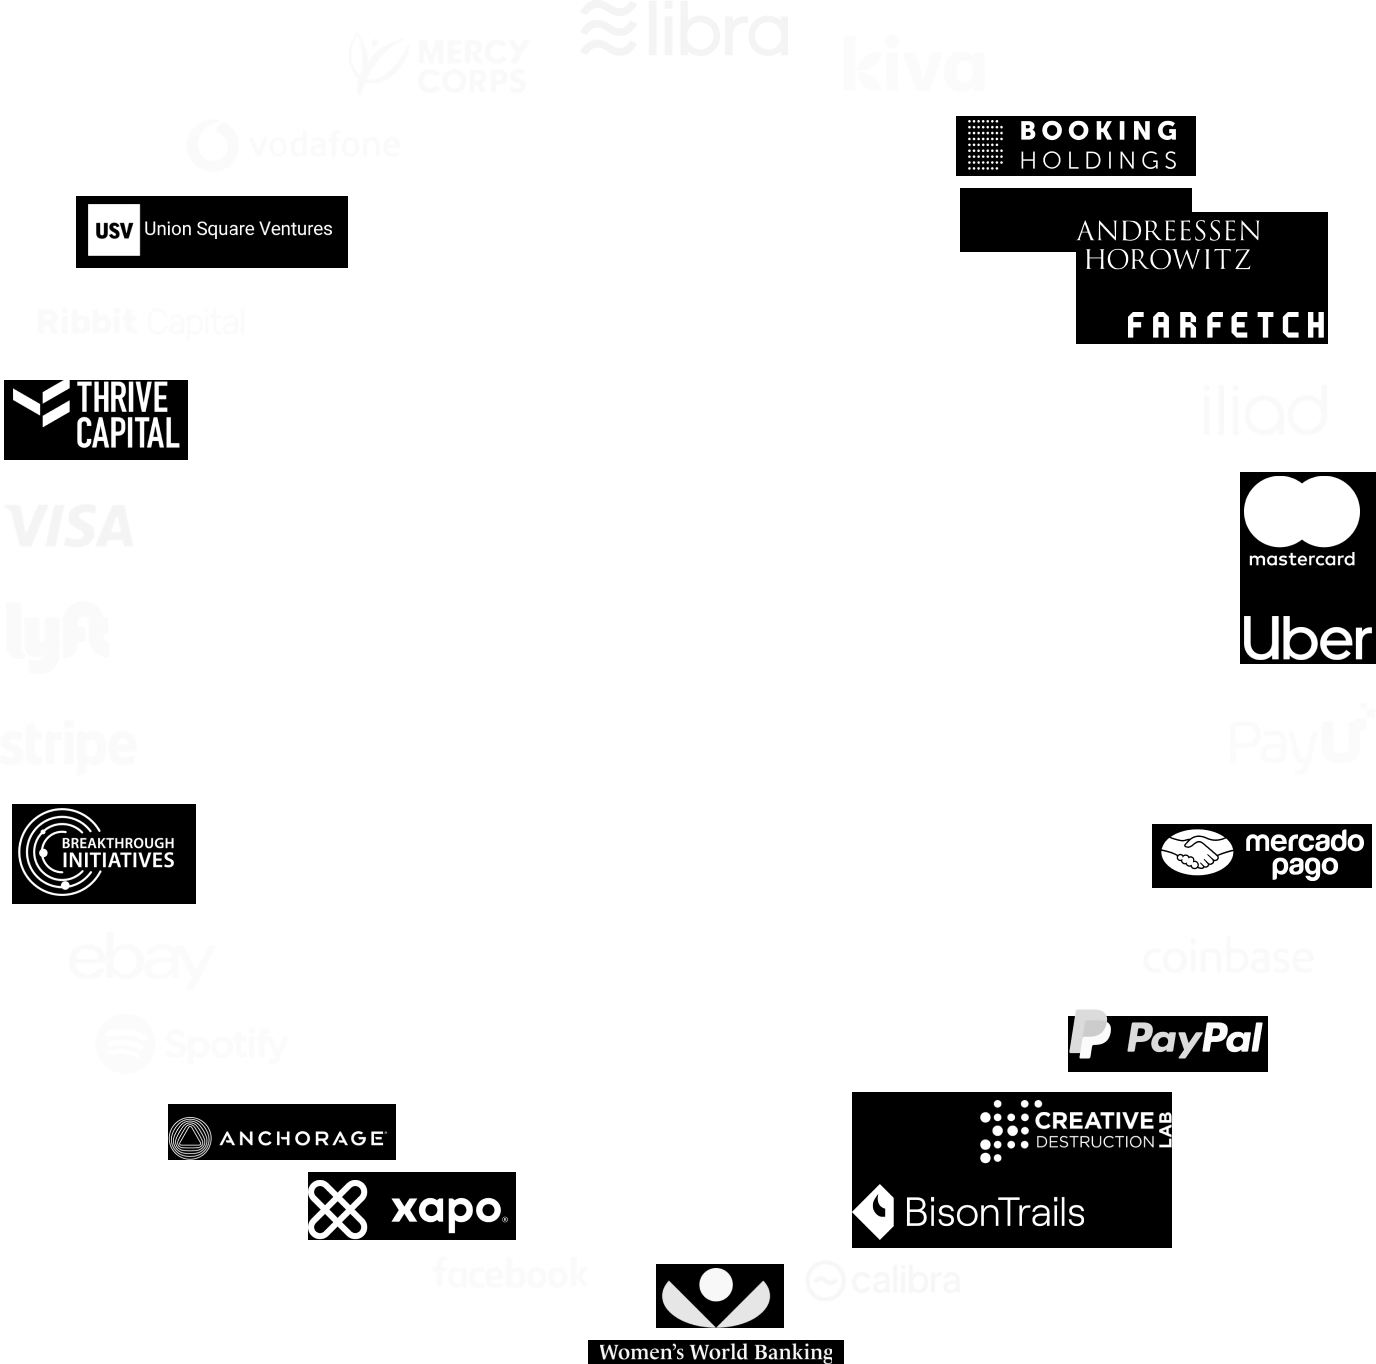 libra
MERCY
CORPS
kiva
vodafone
BOOKING
HOLDINGS
USV Union Square Ventures
ANDREESSEN
HOROWITZ
Ribbit Capital
FARFETCH
THRIVE
CAPITAL
iliad
VISA
mastercard
lyft
Uber
stripe
PayU
BREAKTHROUGH
INITIATIVES
mercado
pago
ebay
coinbase
Spotify
PayPal
ANCHORAGE
CREATIVE
DESTRUCTION
LAB
xapo®
BisonTrails
facebook
calibra
Women's World Banking